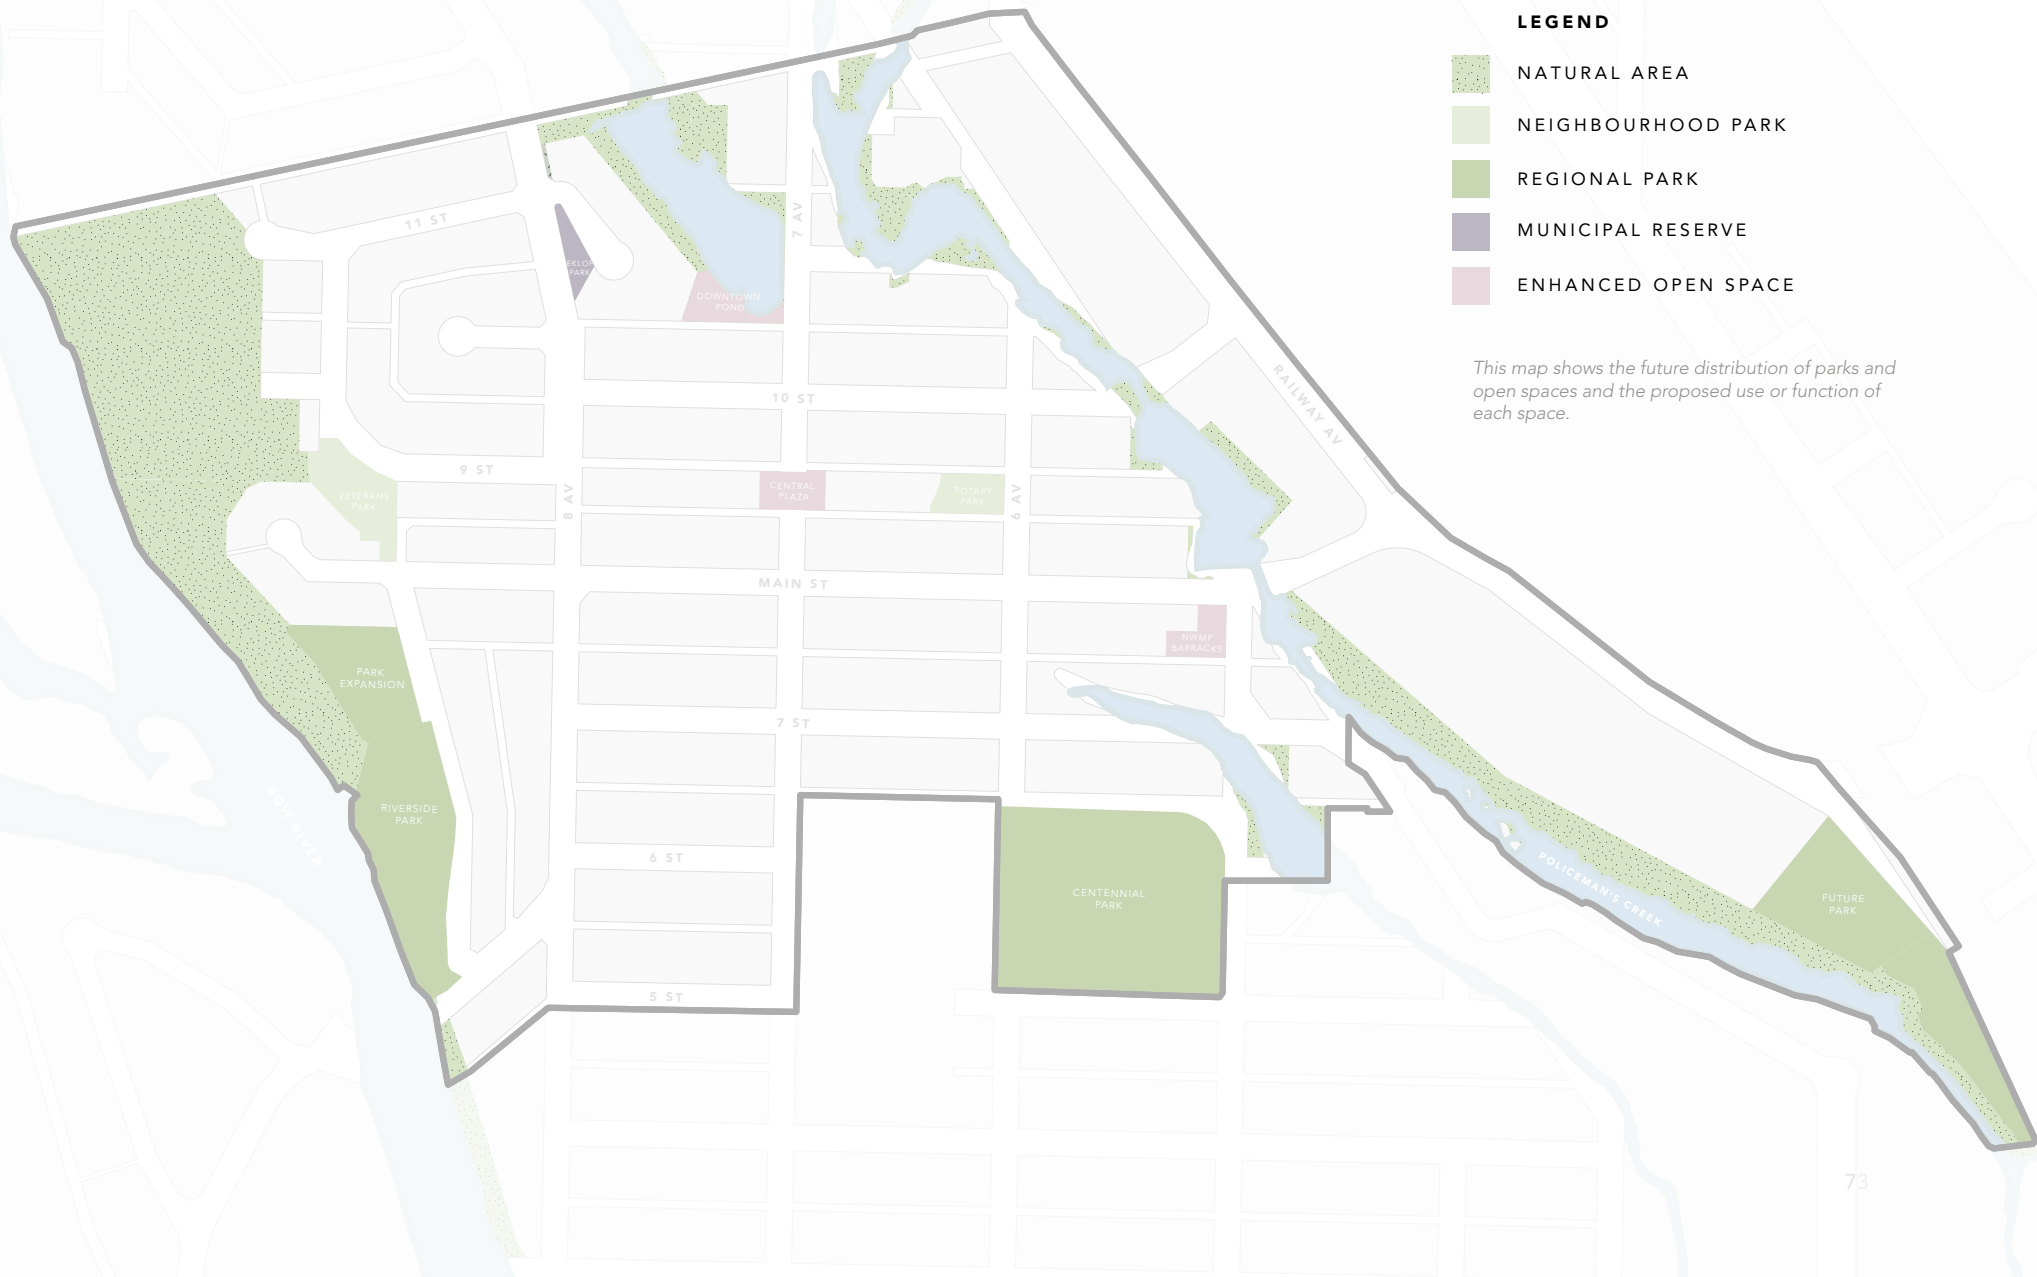 LEGEND
NATURAL AREA
NEIGHBOURHOOD PARK
REGIONAL PARK
MUNICIPAL RESERVE
ENHANCED OPEN SPACE
This map shows the future distribution of parks and
open spaces and the proposed use or function of
each space.
11 ST
7 AV
EKLOF
PARK
DOWNTOWN
POND
10 ST
RAILWAY AV
9 ST
8 AV
CENTRAL
PLAZA
ROTARY
PARK
6 AV
VETERANS
PARK
MAIN ST
NWMP
BARRACKS
PARK
EXPANSION
7 ST
BOW RIVER
RIVERSIDE
PARK
6 ST
CENTENNIAL
PARK
POLICEMAN'S CREEK
FUTURE
PARK
5 ST
73